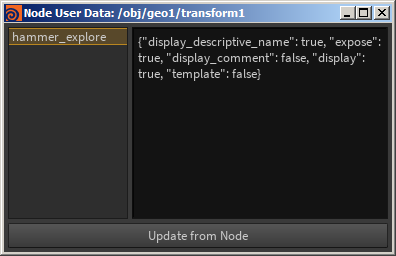 Node User Data: /obj/geo1/transform1
hammer_explore
{"display_descriptive_name": true, "expose":
true, "display_comment": false, "display":
true, "template": false}
Update from Node